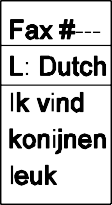 Fax #---
L: Dutch
Ik vind
konijnen
leuk